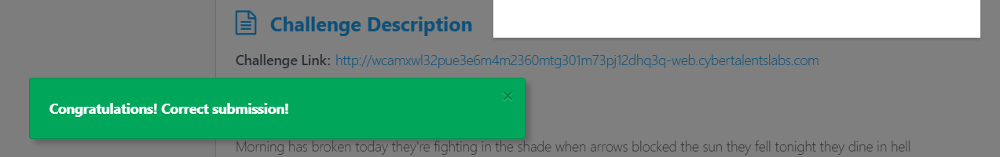 Challenge Description
Challenge Link: http://wcamxwl32pue3e6m4m2360mtg301m73pj12dhq3q-web.cybertalentslabs.com
×
Congratulations! Correct submission!
Morning has broken today they're fighting in the shade when arrows blocked the sun they fell tonight they dine in hell